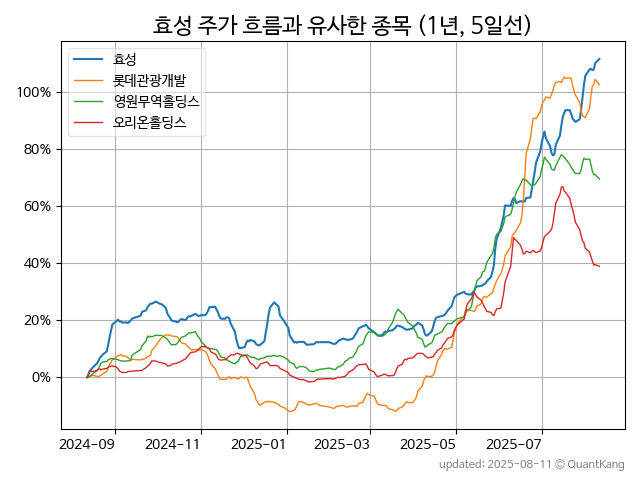 효성 주가 흐름과 유사한 종목 (1년, 5일선)
효성
롯데관광개발
영원무역홀딩스
오리온홀딩스
100%
80%
60%
40%
20%
0%
2024-09
2024-11
2025-01
2025-03
2025-05
2025-07
updated: 2025-08-11 © QuantKang